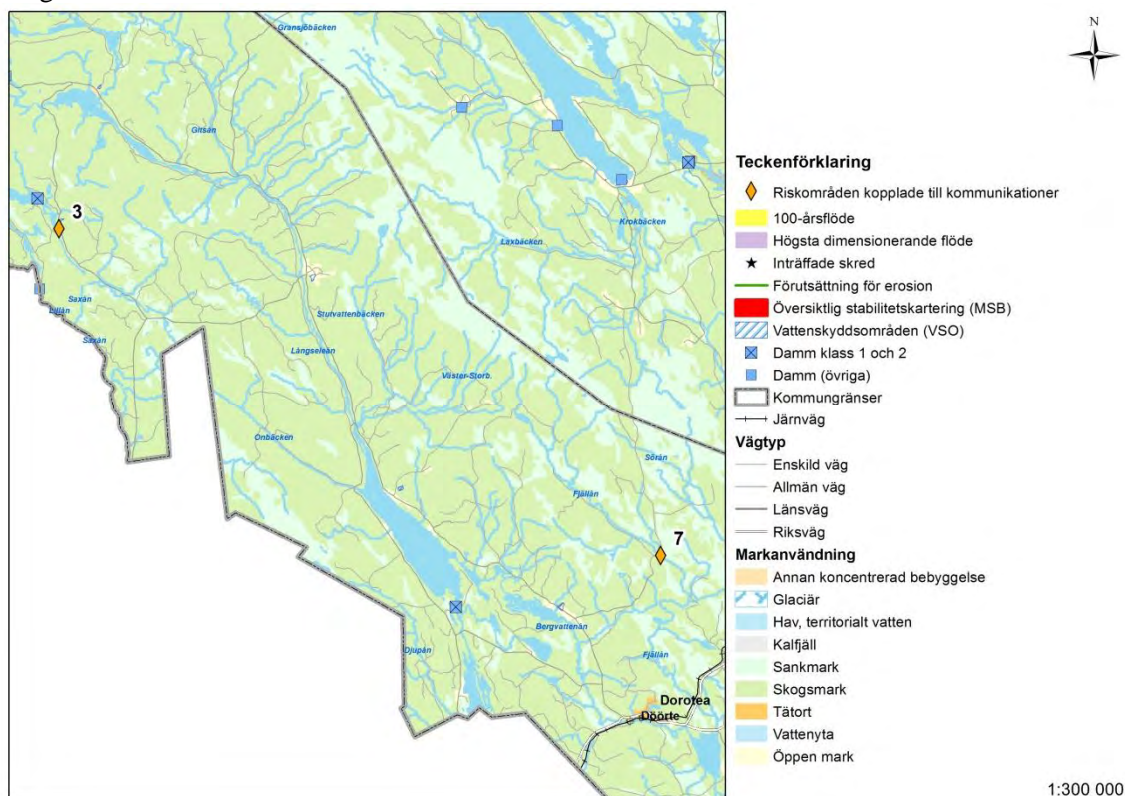 Gransjöbäcken
Gitsån
3
Krokbäcken
Laxbäcken
Saxån
Lillån
Stutvattenbäcken
Saxån
Långseleån
Väster-Storb.
Onbäcken
Sörån
Fjällån
7
Bergvattenån
Djupån
Fjällån
Dorotea
Döörte
N
Teckenförklaring
Riskområden kopplade till kommunikationer
100-årsflöde
Högsta dimensionerande flöde
Inträffade skred
Förutsättning för erosion
Översiktlig stabilitetskartering (MSB)
Vattenskyddsområden (VSO)
Damm klass 1 och 2
Damm (övriga)
Kommungränser
Järnväg
Vägtyp
Enskild väg
Allmän väg
Länsväg
Riksväg
Markanvändning
Annan koncentrerad bebyggelse
Glaciär
Hav, territorialt vatten
Kalfjäll
Sankmark
Skogsmark
Tätort
Vattenyta
Öppen mark
1:300 000